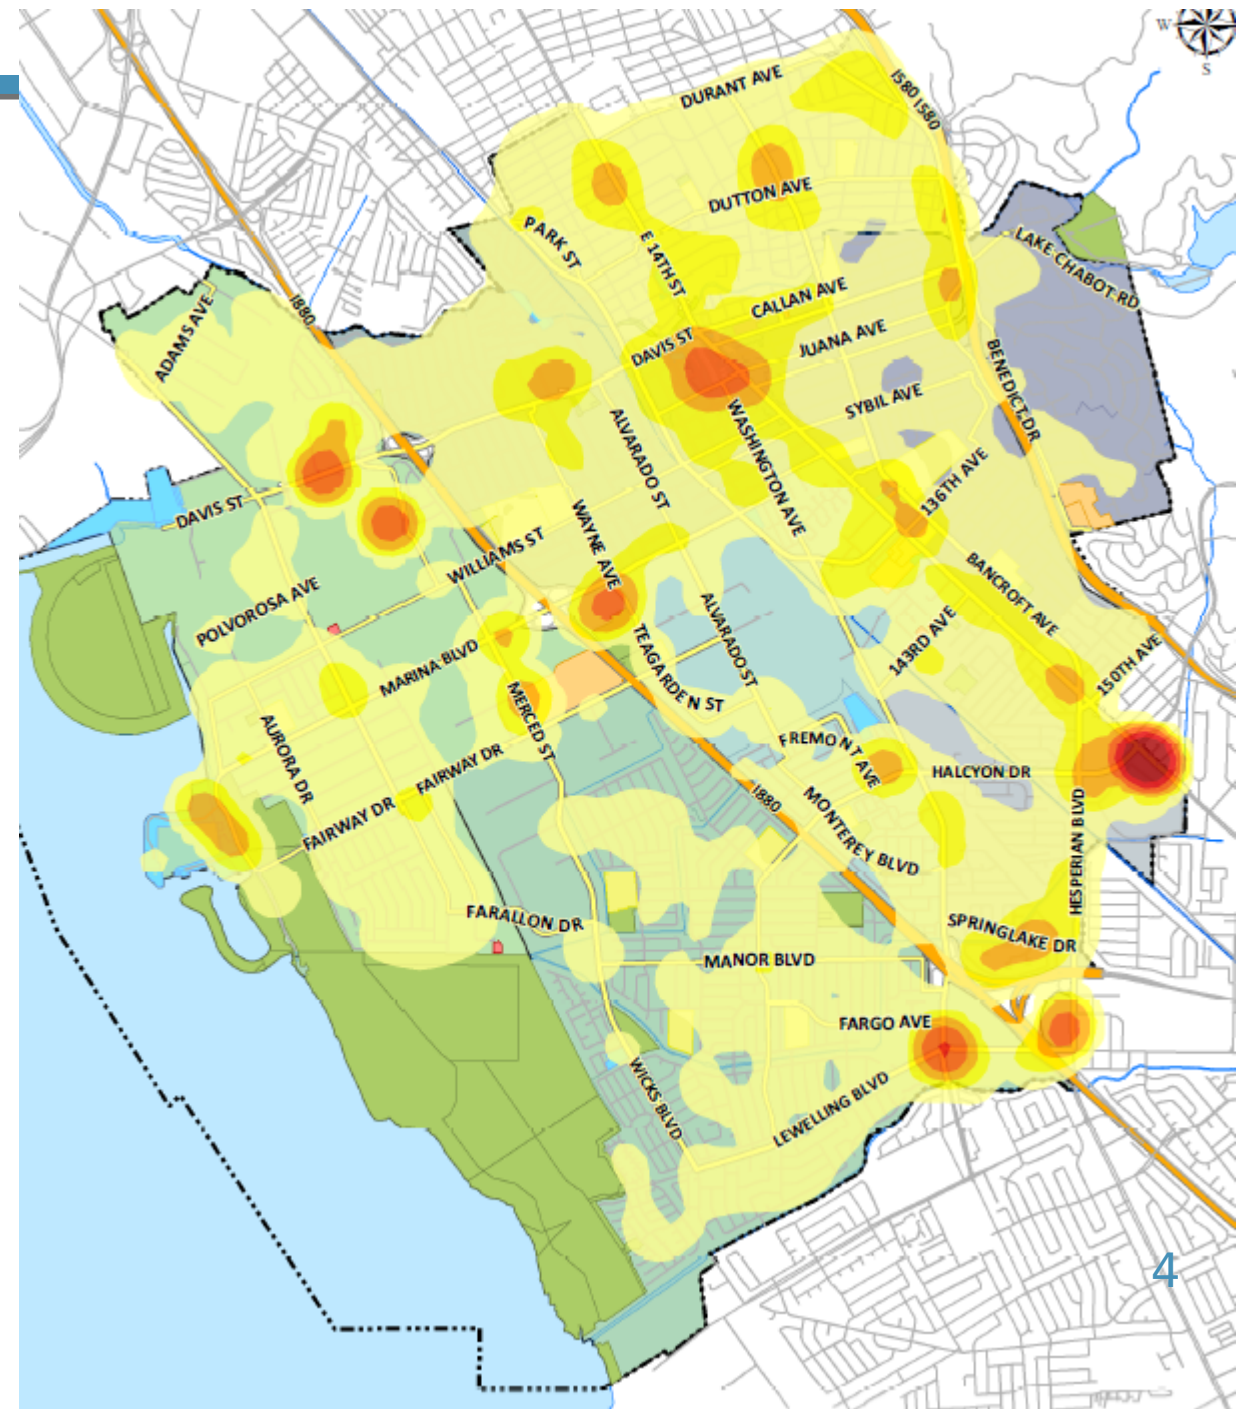 W
S
DURANT AVE
I580 I580
DUTTON AVE
PARK ST
E 14TH ST
LAKE CHABOT RD
CALLAN AVE
ADAMS AVE
I880
DAVIS ST
JUANA AVE
BENEDICT DR
SYBIL AVE
WASHINGTON AVE
ALVARADO ST
136TH AVE
DAVIS ST
WAYNE AVE
WILLIAMS ST
BANCROFT AVE
POLVOROSA AVE
ALVARADO ST
143RD AVE
TEAGARDEN ST
150TH AVE
MARINA BLVD
MERCED ST
AURORA DR
FREMONT AVE
FAIRWAY DR
HALCYON DR
I880
MONTEREY BLVD
FAIRWAY DR
HESPERIAN BLVD
FARALLON DR
SPRINGLAKE DR
MANOR BLVD
FARGO AVE
WICKS BLVD
LEWELLING BLVD
4